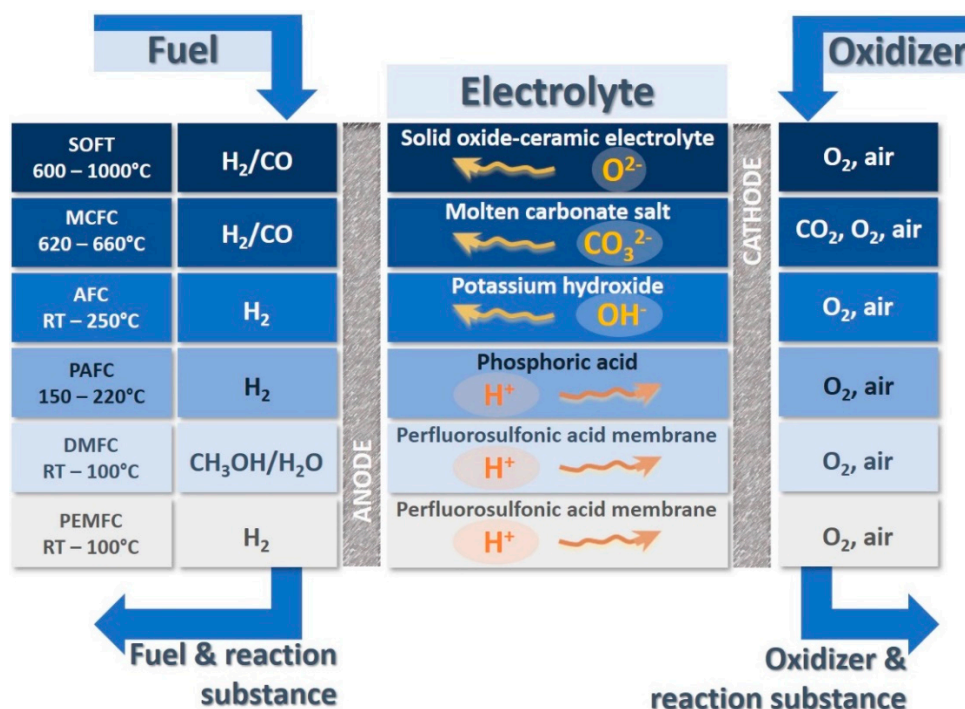 Fuel
Oxidizer
Electrolyte
SOFT
600 – 1000°C
H₂/CO
Solid oxide-ceramic electrolyte
O²⁻
O₂, air
MCFC
620 – 660°C
H₂/CO
Molten carbonate salt
CO₃²⁻
CO₂, O₂, air
AFC
RT – 250°C
H₂
Potassium hydroxide
OH⁻
O₂, air
PAFC
150 – 220°C
H₂
Phosphoric acid
H⁺
O₂, air
DMFC
RT – 100°C
CH₃OH/H₂O
Perfluorosulfonic acid membrane
H⁺
O₂, air
PEMFC
RT – 100°C
H₂
Perfluorosulfonic acid membrane
H⁺
O₂, air
ANODE
CATHODE
Fuel & reaction
substance
Oxidizer &
reaction substance